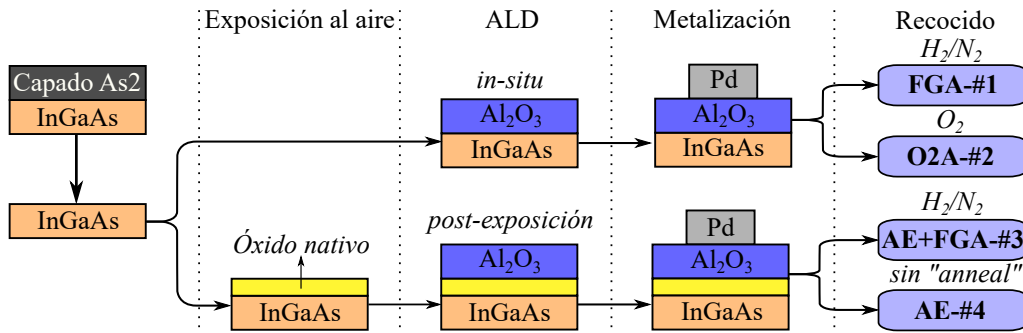 Exposición al aire
ALD
Metalización
Recocido
Capado As2
InGaAs
InGaAs
in-situ
Al₂O₃
InGaAs
Pd
Al₂O₃
InGaAs
H₂/N₂
FGA-#1
O₂
O2A-#2
Óxido nativo
InGaAs
post-exposición
Al₂O₃
InGaAs
Pd
Al₂O₃
InGaAs
H₂/N₂
AE+FGA-#3
sin "anneal"
AE-#4